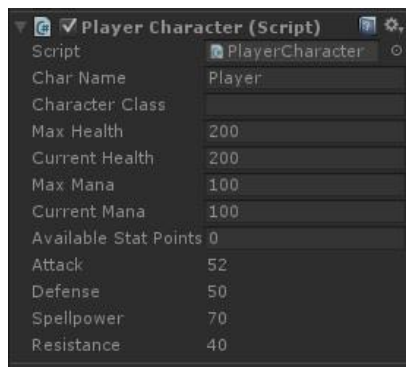 Player Character (Script)
Script PlayerCharacter
Char Name Player
Character Class
Max Health 200
Current Health 200
Max Mana 100
Current Mana 100
Available Stat Points 0
Attack 52
Defense 50
Spellpower 70
Resistance 40